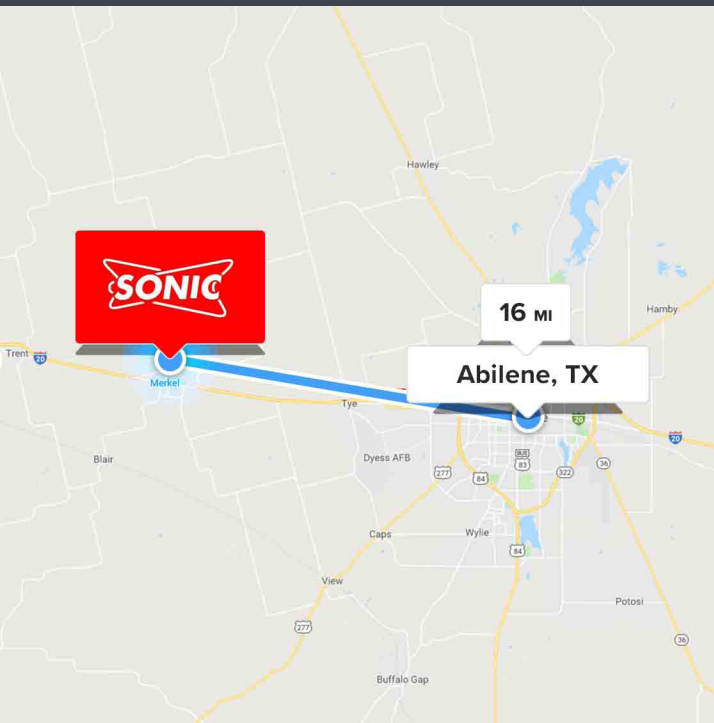 Hawley
SONIC
16 MI
Hamby
Trent
20
Abilene, TX
Merkel
Tye
20
20
Blair
Dyess AFB
BUS
83
36
277
84
322
Caps
Wylie
84
View
Potosi
277
36
Buffalo Gap